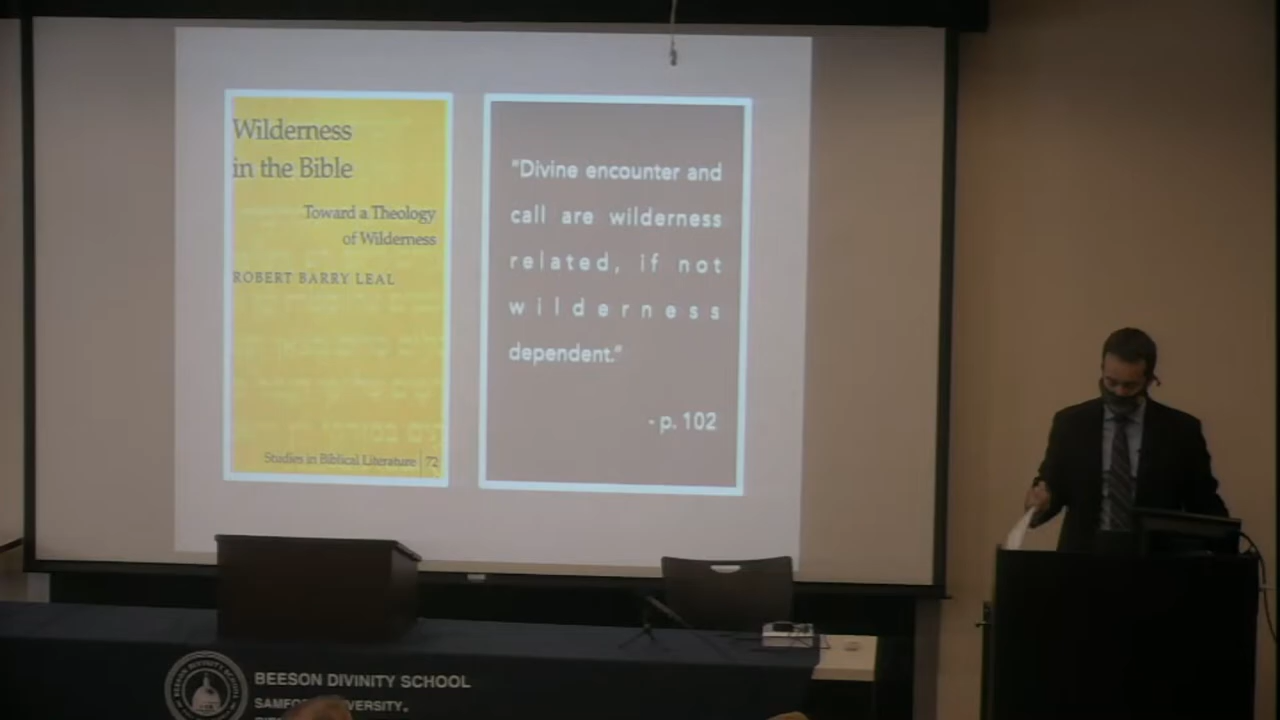 Wilderness
in the Bible
Toward a Theology
of Wilderness
ROBERT BARRY LEAL
Studies in Biblical Literature | 72
"Divine encounter and
call are wilderness
related, if not
wilderness
dependent."
- p. 102
BEESON DIVINITY SCHOOL